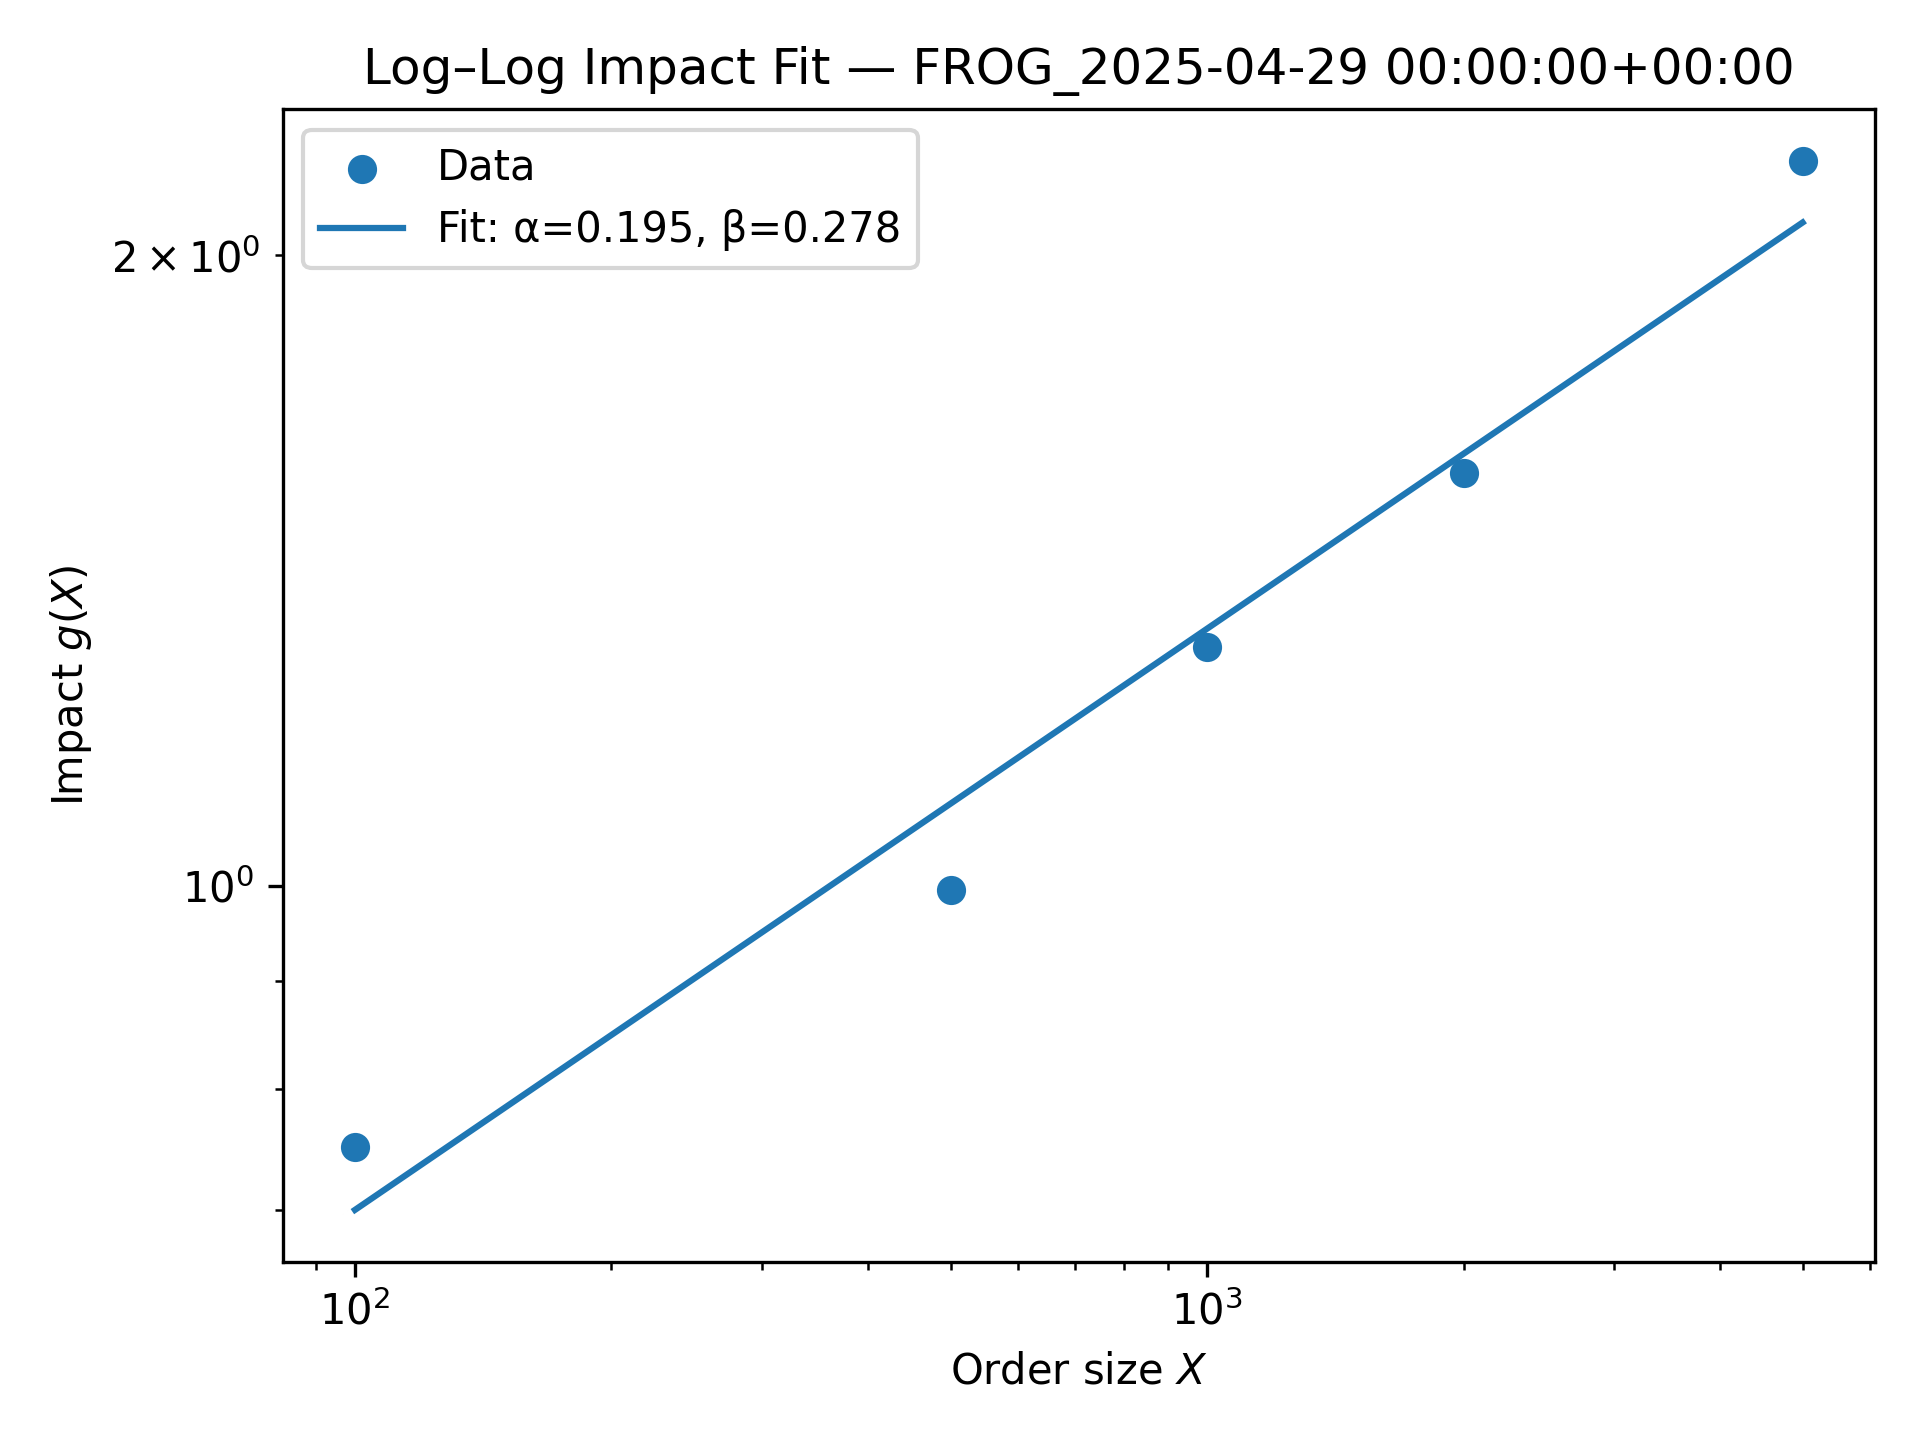 Log–Log Impact Fit — FROG_2025-04-29 00:00:00+00:00
Data
Fit: α=0.195, β=0.278
2 × 10⁰
10⁰
Impact g(X)
10² 10³
Order size X